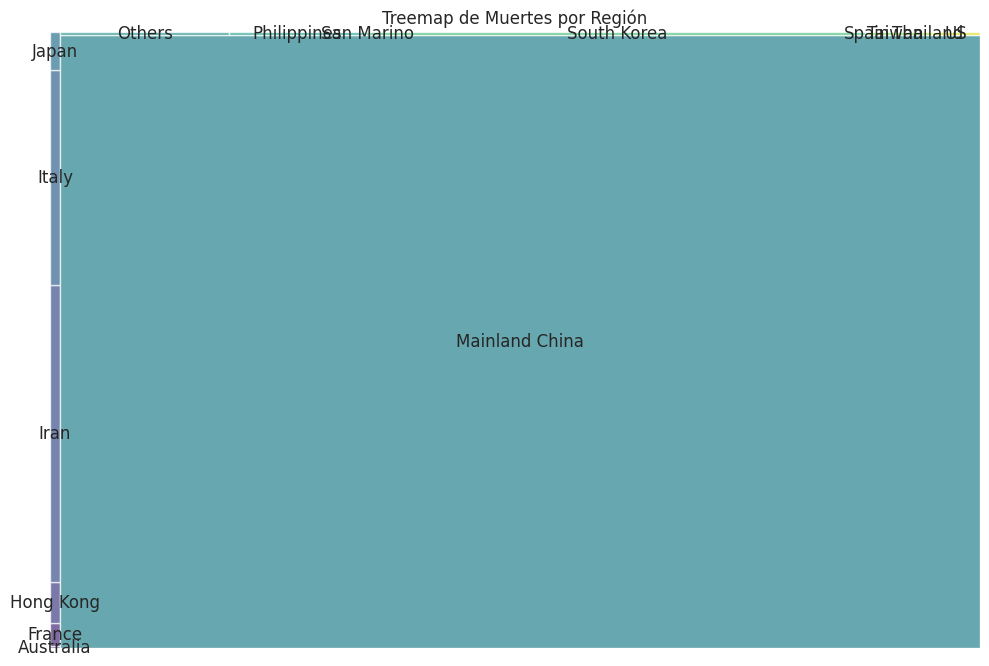 Treemap de Muertes por Región
Others
Philippines
San Marino
South Korea
Spain
Taiwan
Thailand
US
Japan
Italy
Mainland China
Iran
Hong Kong
France
Australia